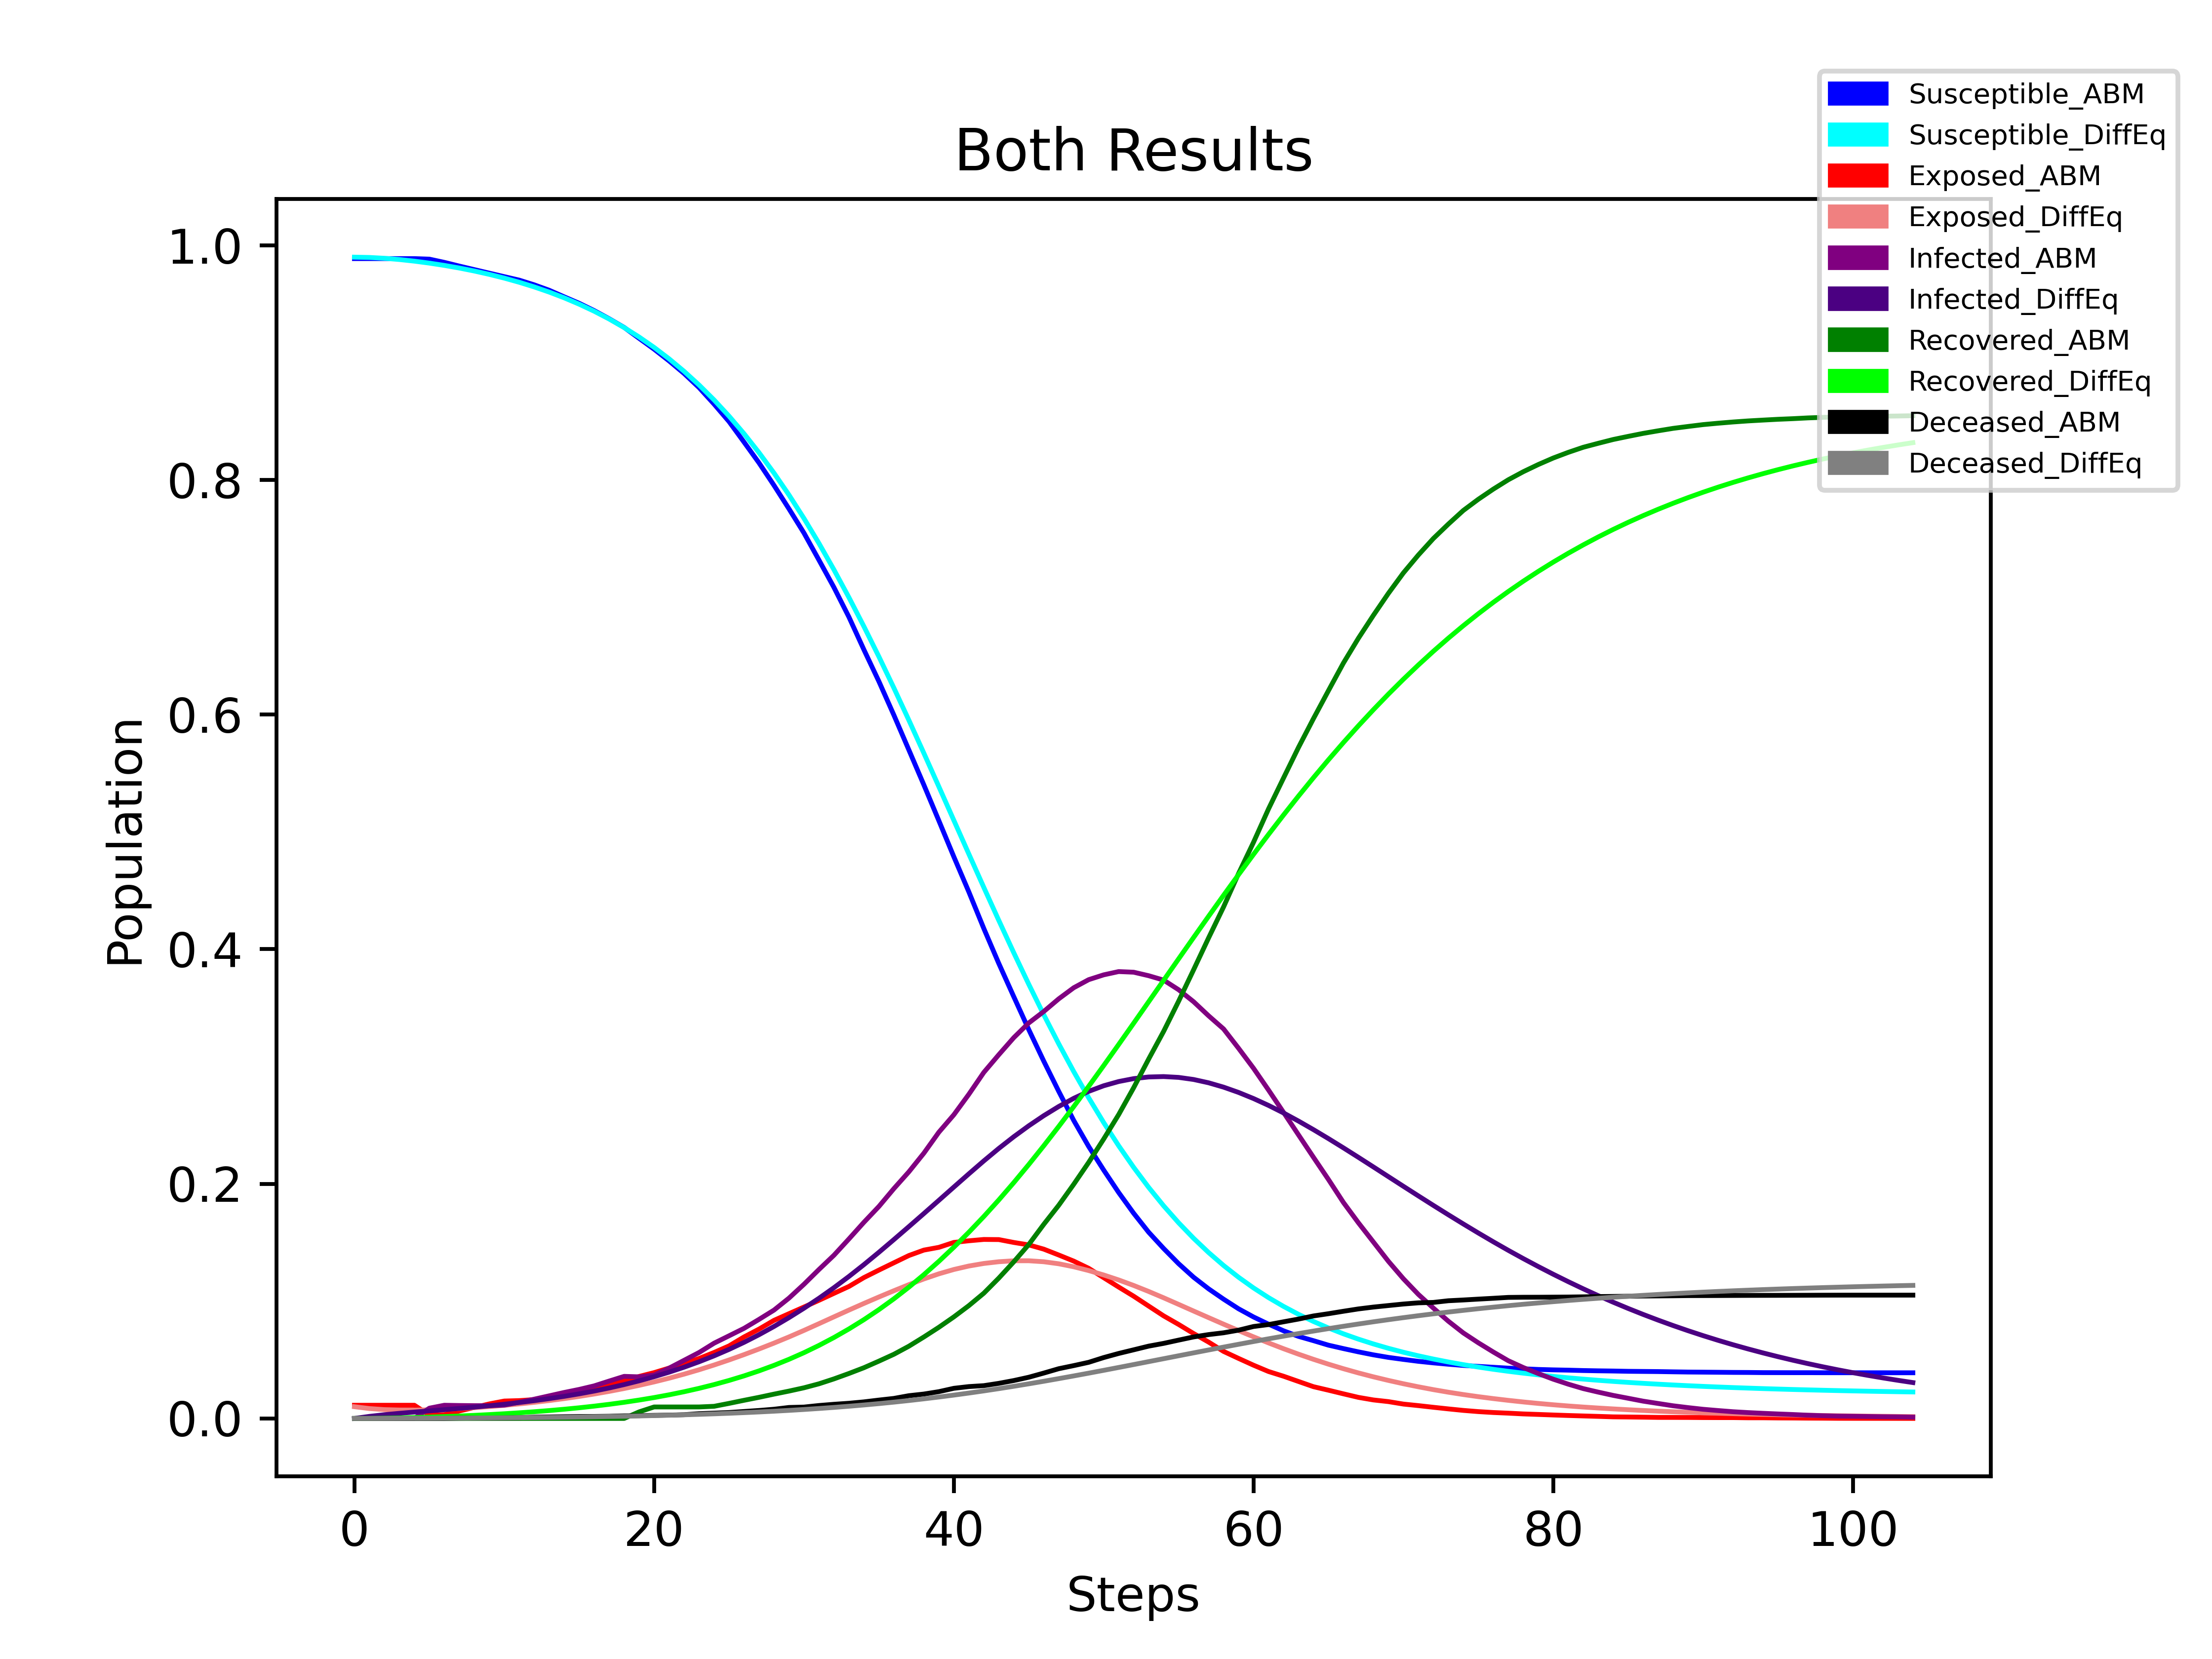 Both Results
Susceptible_ABM
Susceptible_DiffEq
Exposed_ABM
Exposed_DiffEq
Infected_ABM
Infected_DiffEq
Recovered_ABM
Recovered_DiffEq
Deceased_ABM
Deceased_DiffEq
Population
1.0
0.8
0.6
0.4
0.2
0.0
0 20 40 60 80 100
Steps